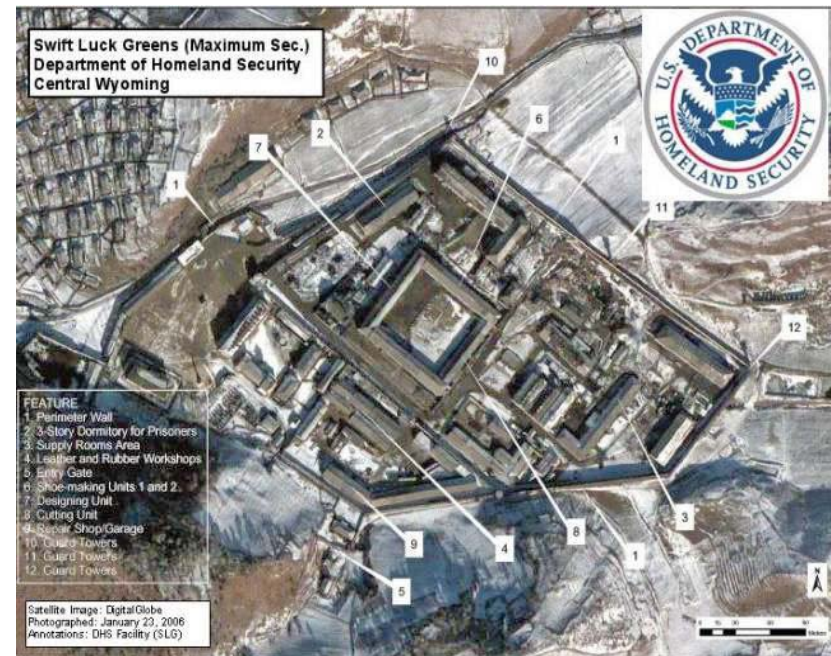 Swift Luck Greens (Maximum Sec.)
Department of Homeland Security
Central Wyoming
U.S. DEPARTMENT OF
HOMELAND SECURITY
10
2
6
1
7
1
11
12
FEATURE
1. Perimeter Wall
2. 3-Story Dormitory for Prisoners
3. Supply Rooms Area
4. Leather and Rubber Workshops
5. Entry Gate
6. Shoe-making Units 1 and 2
7. Designing Unit
8. Cutting Unit
9. Repair Shop/Garage
10. Guard Towers
11. Guard Towers
12. Guard Towers
9
4
8
1
3
5
N
Satellite Image: DigitalGlobe
Photographed: January 23, 2006
Annotations: DHS Facility (SLG)